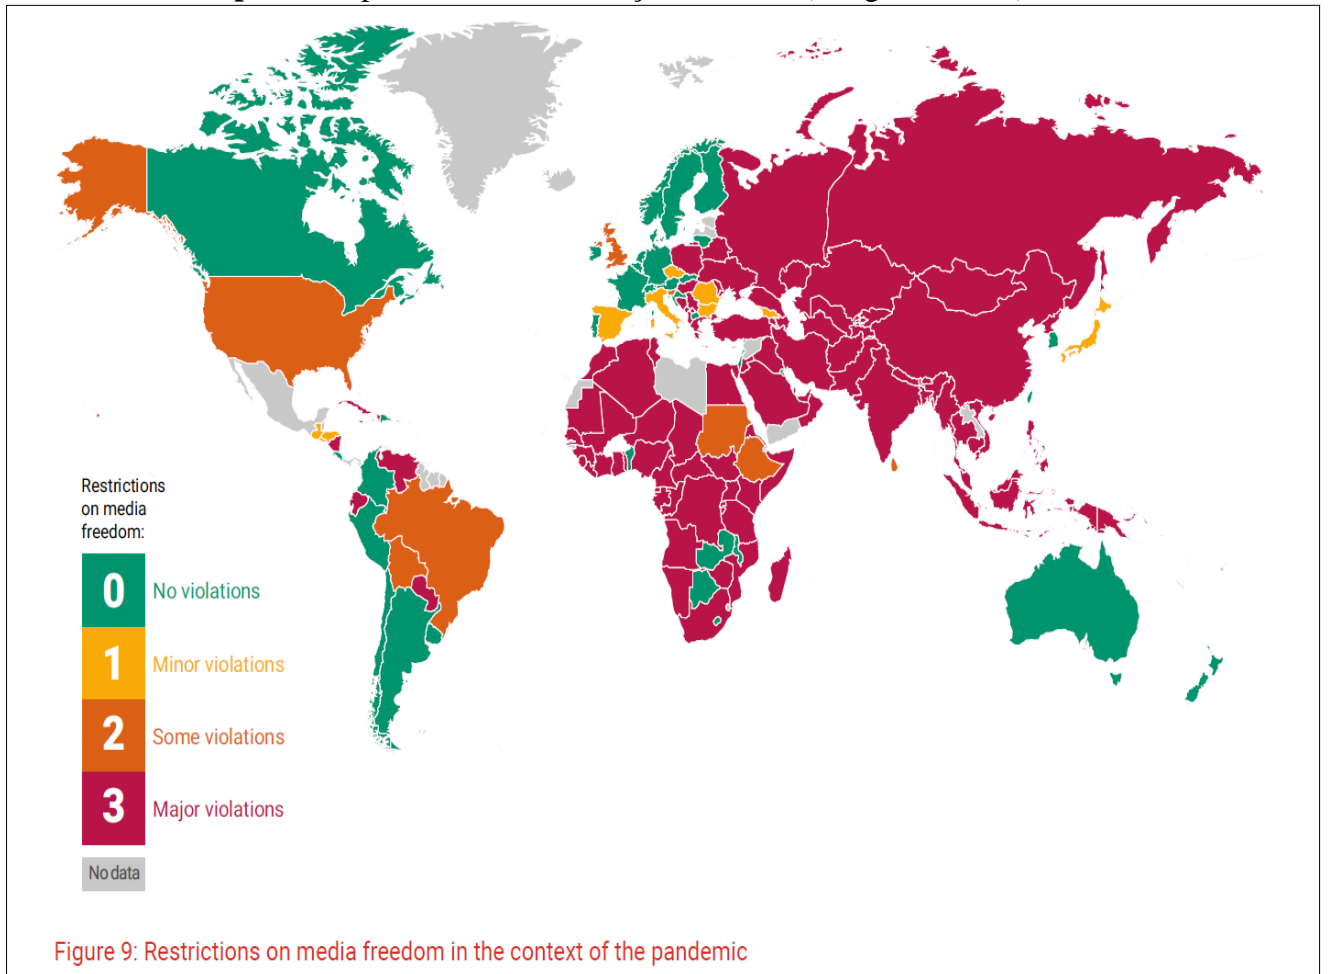 Restrictions
on media
freedom:
0 No violations
1 Minor violations
2 Some violations
3 Major violations
No data
Figure 9: Restrictions on media freedom in the context of the pandemic